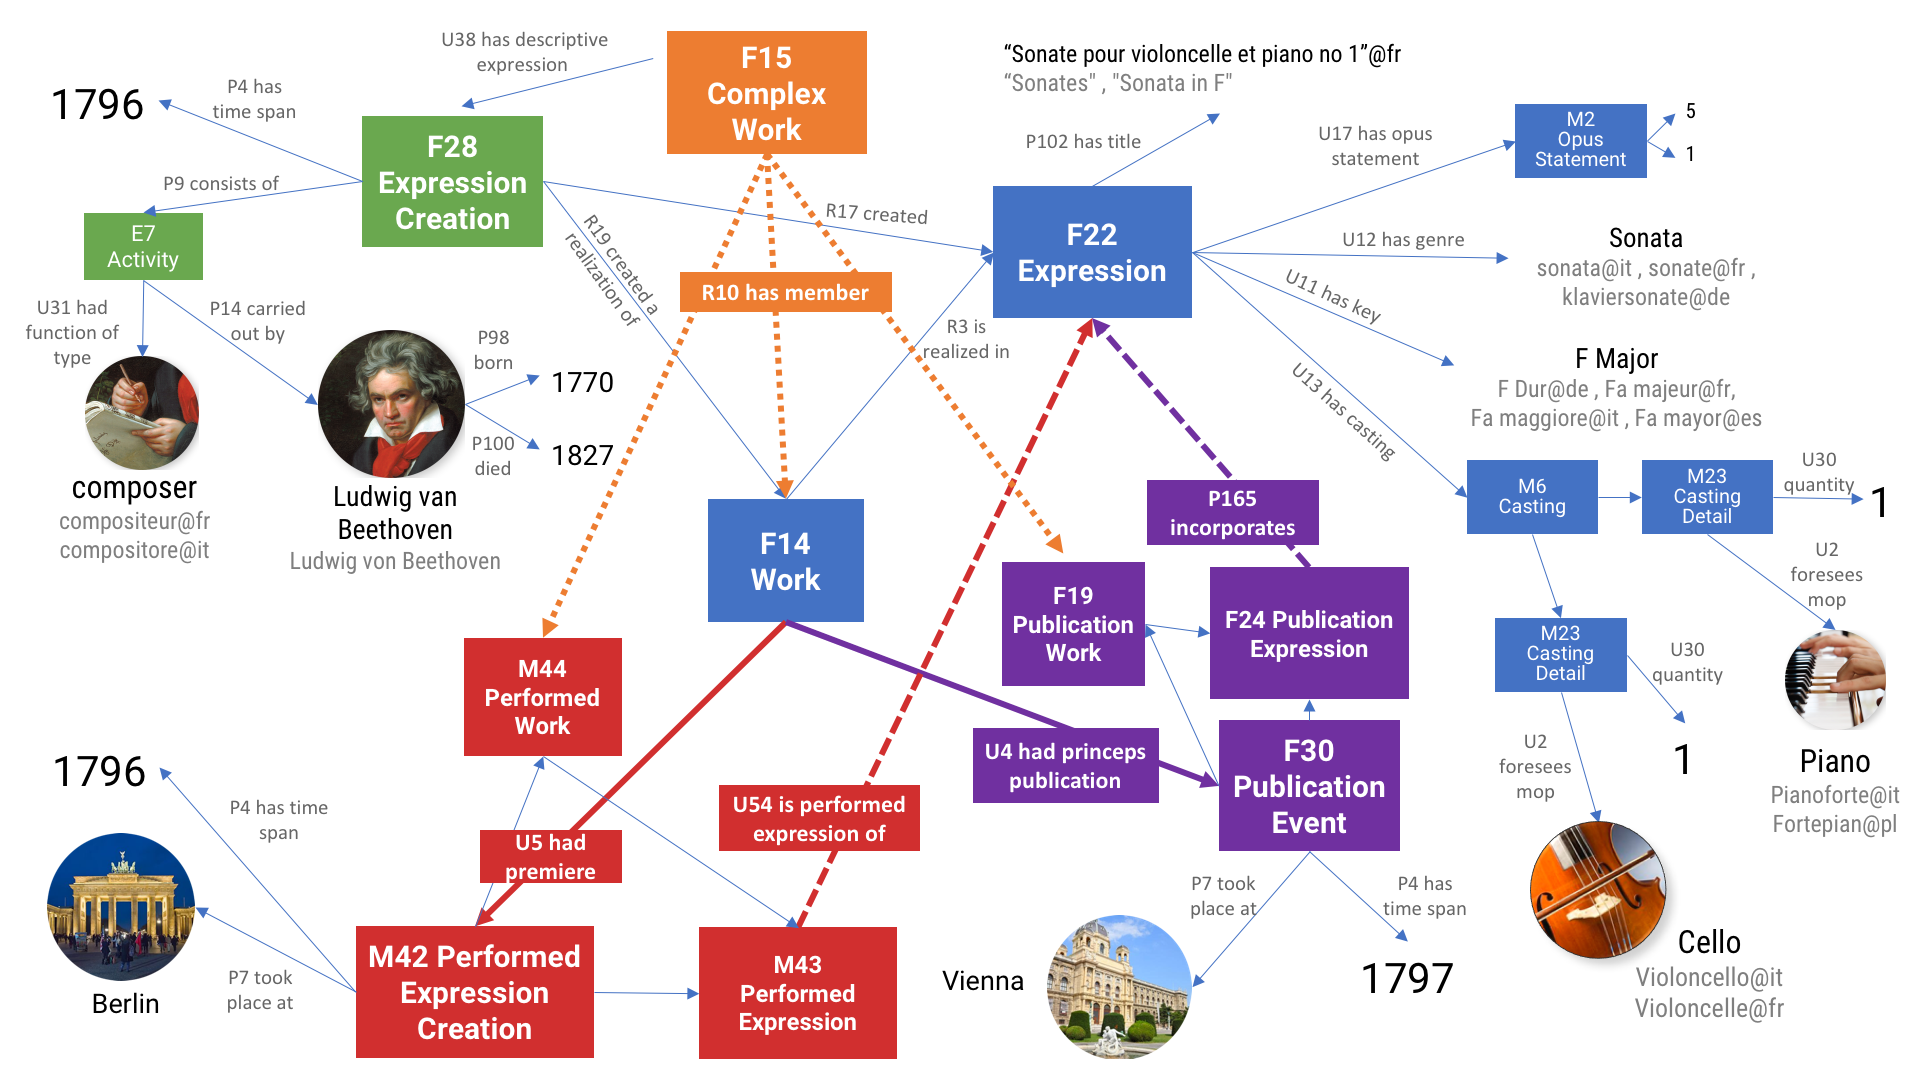 U38 has descriptive
expression
F15
Complex
Work
“Sonate pour violoncelle et piano no 1”@fr
“Sonates" , "Sonata in F"
1796
P4 has
time span
F28
Expression
Creation
P102 has title
U17 has opus
statement
M2
Opus
Statement
5
1
P9 consists of
E7
Activity
R17 created
R19 created a
realization of
F22
Expression
U12 has genre
Sonata
sonata@it , sonate@fr ,
klaviersonate@de
R10 has member
U11 has key
U31 had
function of
type
P14 carried
out by
P98
born
1770
P100
died
1827
R3 is
realized in
F Major
F Dur@de , Fa majeur@fr,
Fa maggiore@it , Fa mayor@es
U13 has casting
composer
compositeur@fr
compositore@it
Ludwig van
Beethoven
Ludwig von Beethoven
F14
Work
P165
incorporates
M6
Casting
M23
Casting
Detail
U30
quantity
1
U2
foresees
mop
F19
Publication
Work
F24 Publication
Expression
M23
Casting
Detail
U30
quantity
1
M44
Performed
Work
U4 had princeps
publication
F30
Publication
Event
U2
foresees
mop
Piano
Pianoforte@it
Fortepian@pl
1796
P4 has time
span
U5 had
premiere
U54 is performed
expression of
P7 took
place at
P4 has
time span
Berlin
P7 took
place at
M42 Performed
Expression
Creation
M43
Performed
Expression
Vienna
1797
Cello
Violoncello@it
Violoncelle@fr